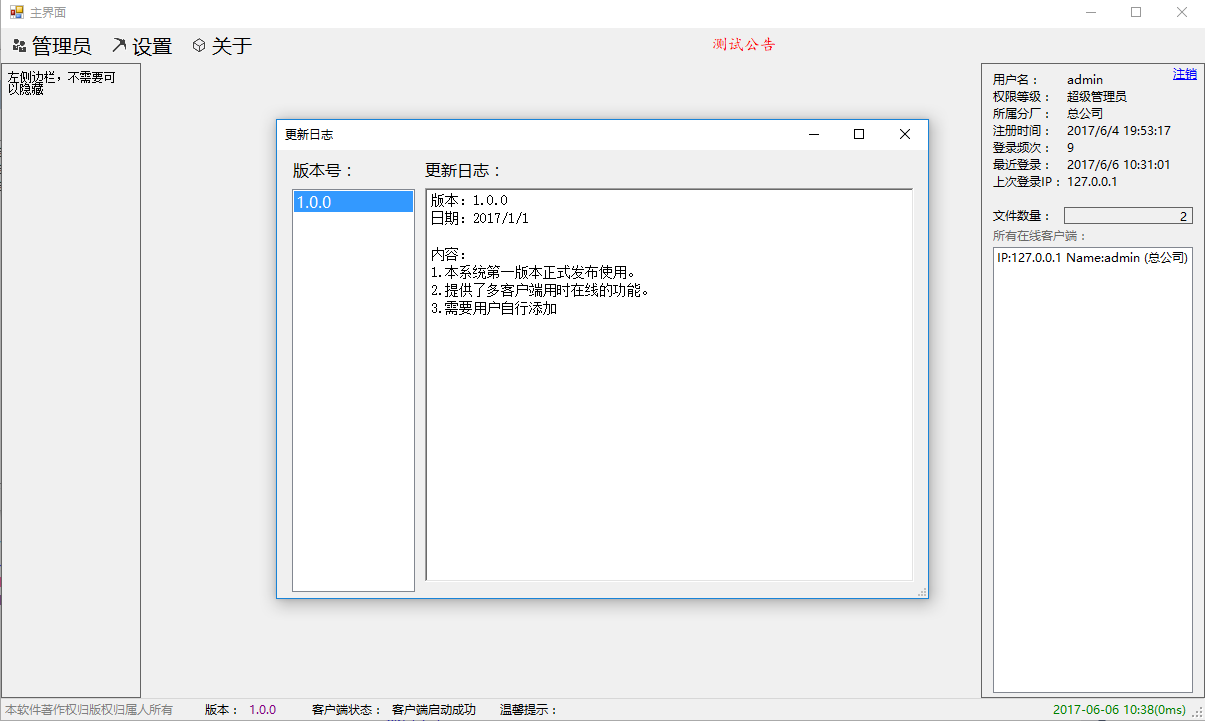 主界面
管理员 设置 关于
测试公告
左侧边栏，不需要可
以隐藏
更新日志
版本号：
1.0.0
更新日志：
版本：1.0.0
日期：2017/1/1
内容：
1.本系统第一版本正式发布使用。
2.提供了多客户端用时在线的功能。
3.需要用户自行添加
注销
用户名： admin
权限等级： 超级管理员
所属分厂： 总公司
注册时间： 2017/6/4 19:53:17
登录频次： 9
最近登录： 2017/6/6 10:31:01
上次登录IP： 127.0.0.1
文件数量： 2
所有在线客户端：
IP:127.0.0.1 Name:admin (总公司)
本软件著作权归版权归属人所有 版本： 1.0.0 客户端状态： 客户端启动成功 温馨提示： 2017-06-06 10:38(0ms)